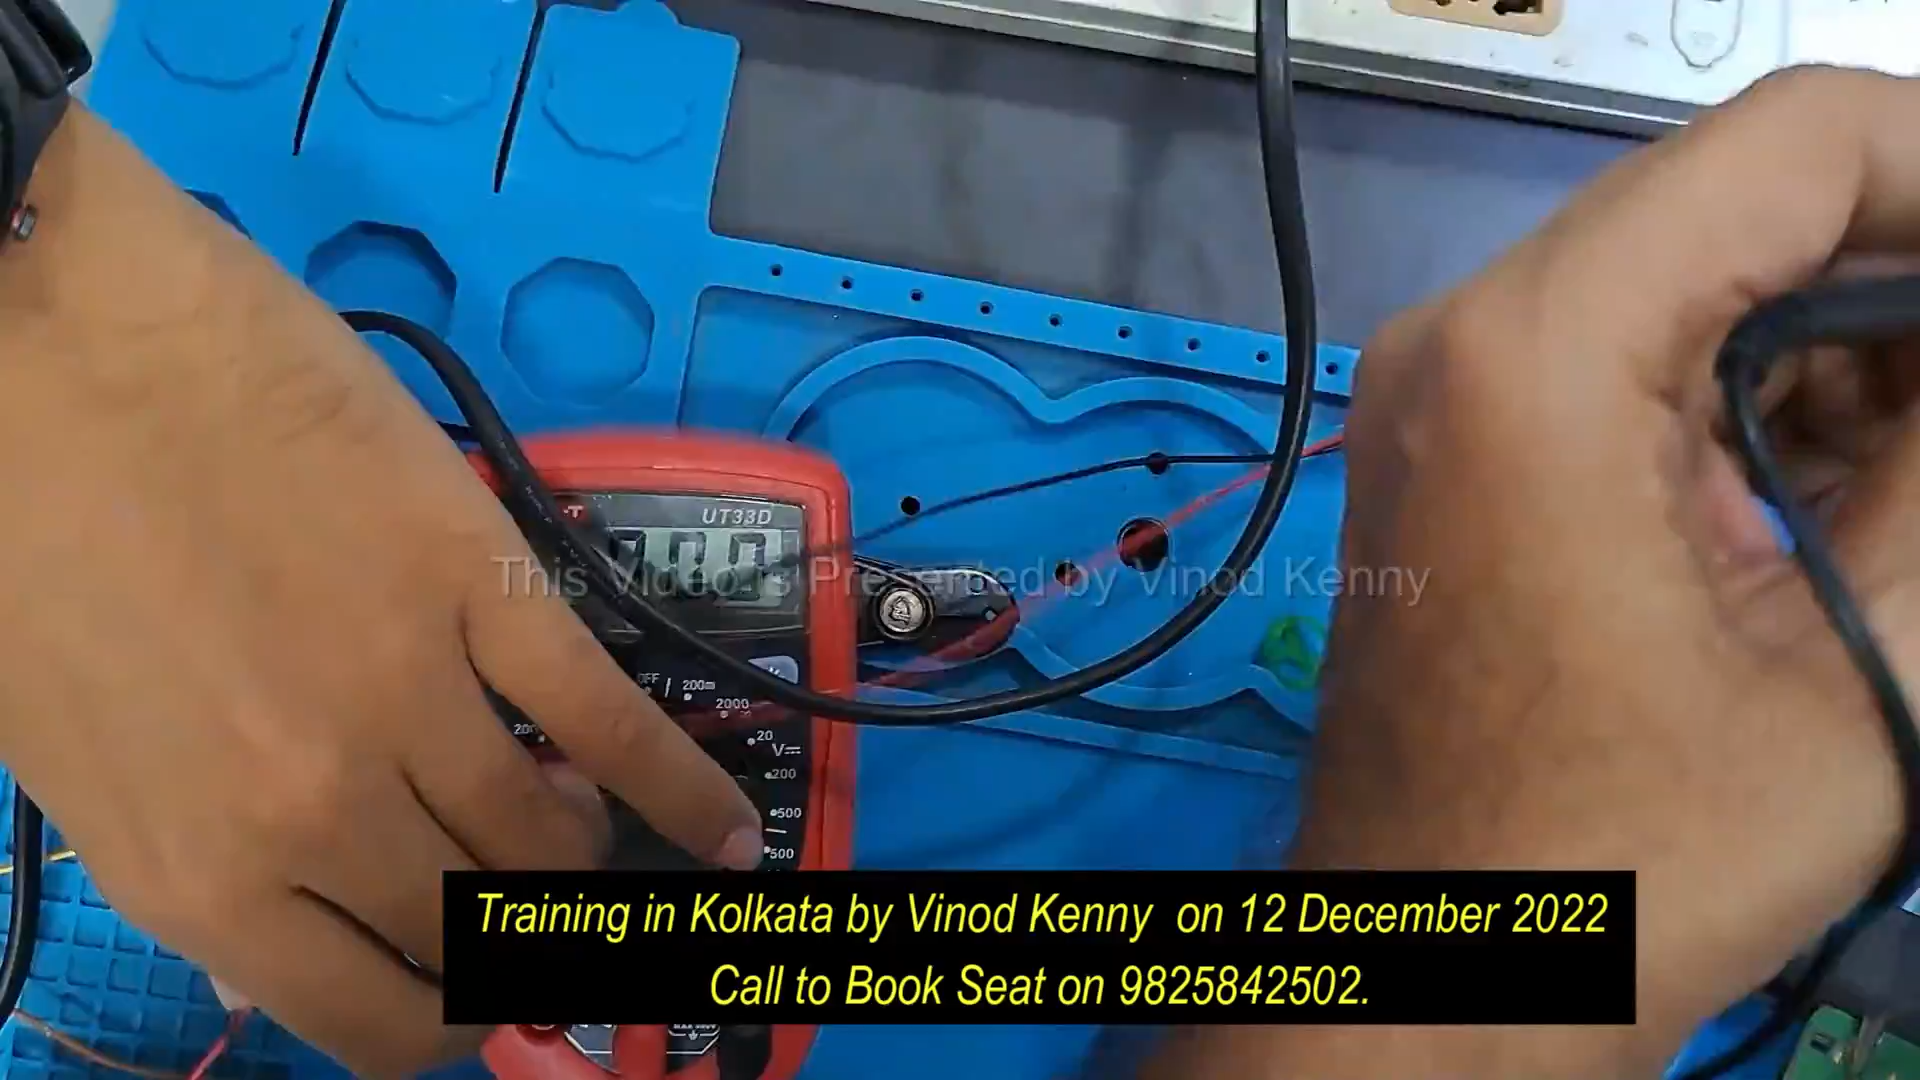 UT33D
This Video is Presented by Vinod Kenny
OFF
200m
2000
200
20
V
200
500
500
Training in Kolkata by Vinod Kenny on 12 December 2022
Call to Book Seat on 9825842502.